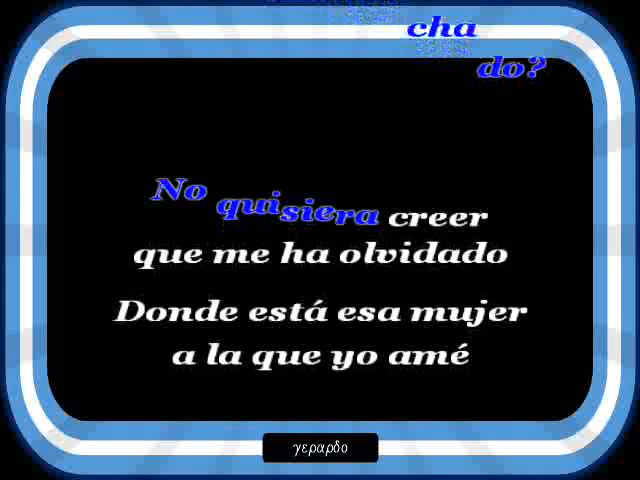 cha
do?
No quisiera creer
que me ha olvidado
Donde está esa mujer
a la que yo amé
γεραρδο